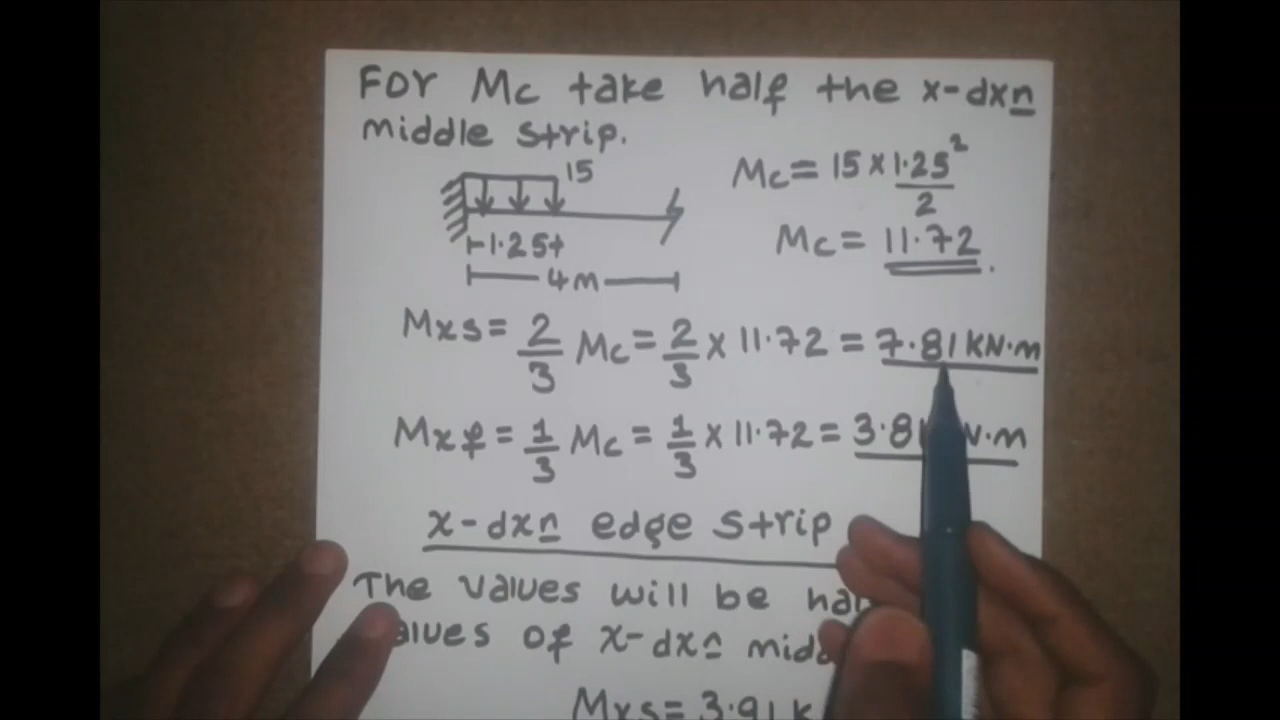 For Mc take half the x-dxn
middle strip.
15
1.25
4m
Mc = 15 × 1.25²/2
Mc = 11.72.
Mxs = 2/3 Mc = 2/3 × 11.72 = 7.81 KN.m
Mxf = 1/3 Mc = 1/3 × 11.72 = 3.8 N.m
x-dxn edge strip
The values will be
of x-dxn
Mxs = 3.91 K